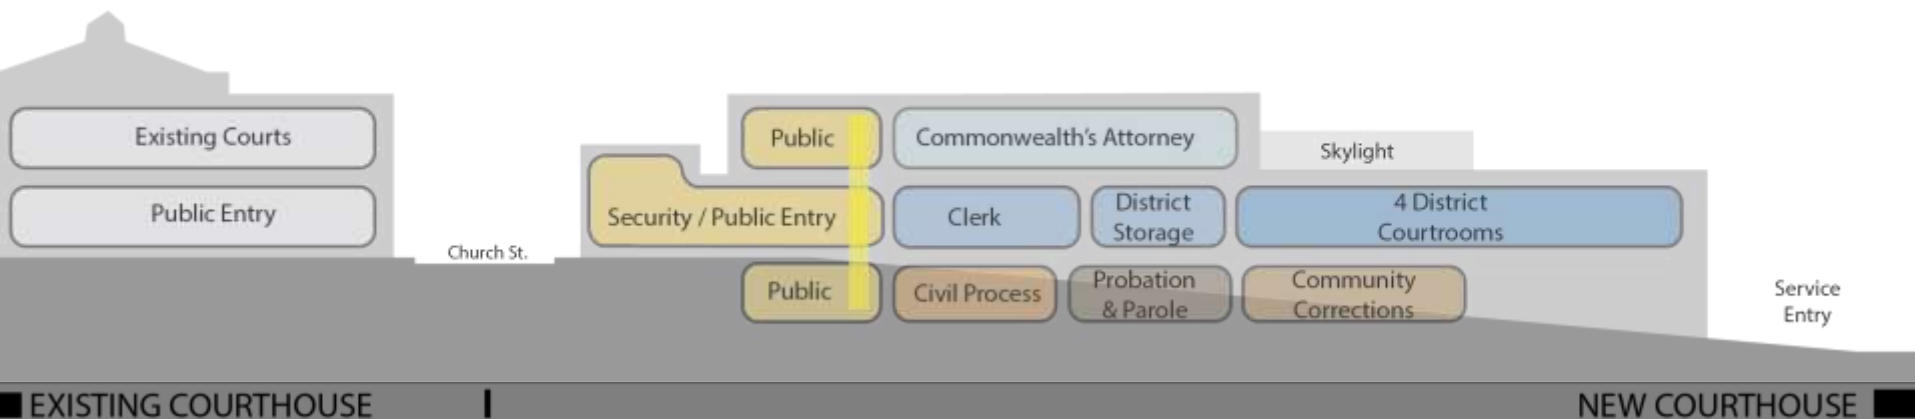 Existing Courts
Public Entry
Church St.
Public
Commonwealth's Attorney
Skylight
Security / Public Entry
Clerk
District
Storage
4 District
Courtrooms
Public
Civil Process
Probation
& Parole
Community
Corrections
Service
Entry
EXISTING COURTHOUSE
NEW COURTHOUSE